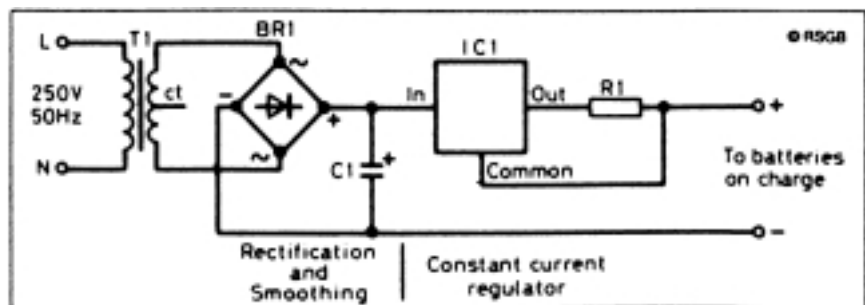 L
T1
BR1
~
IC1
© RSGB
250V
50Hz
ct
-
+
In
Out
R1
+
N
~
C1
+
Common
To batteries
on charge
-
Rectification
and
Smoothing
Constant current
regulator